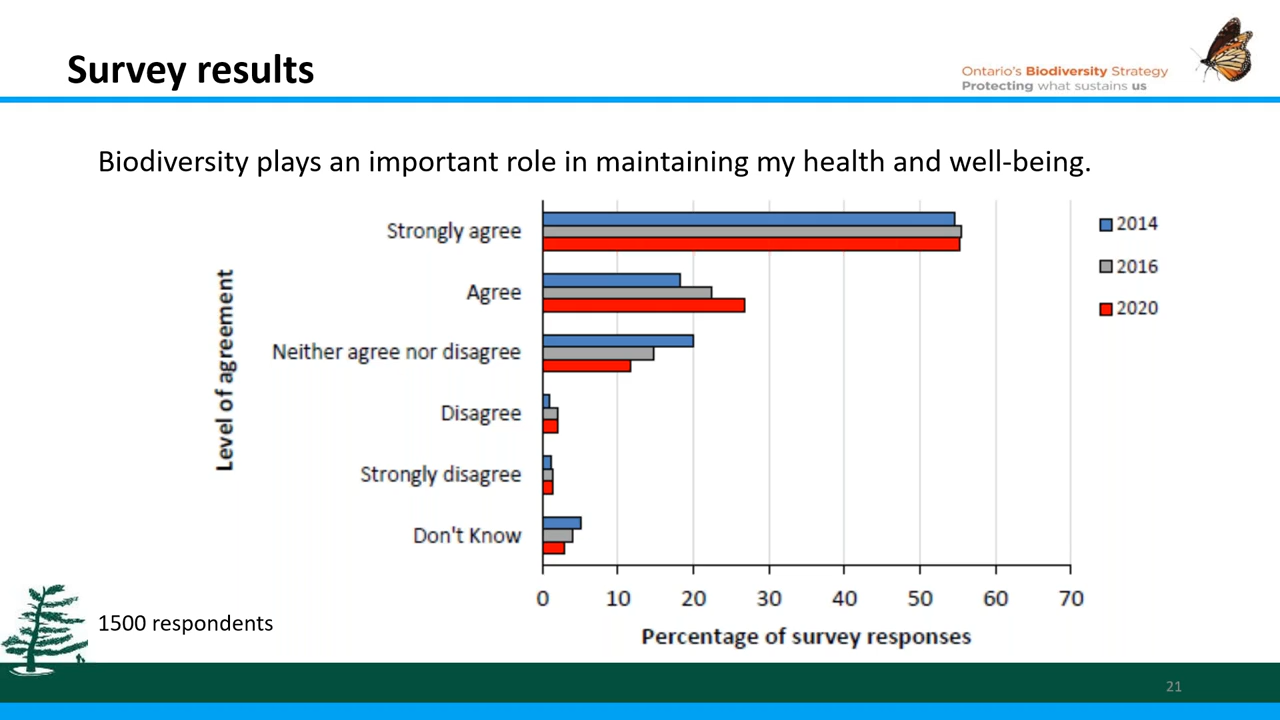 Survey results
Ontario's Biodiversity Strategy
Protecting what sustains us
Biodiversity plays an important role in maintaining my health and well-being.
Level of agreement
Strongly agree
Agree
Neither agree nor disagree
Disagree
Strongly disagree
Don't Know
2014
2016
2020
0 10 20 30 40 50 60 70
Percentage of survey responses
1500 respondents
21